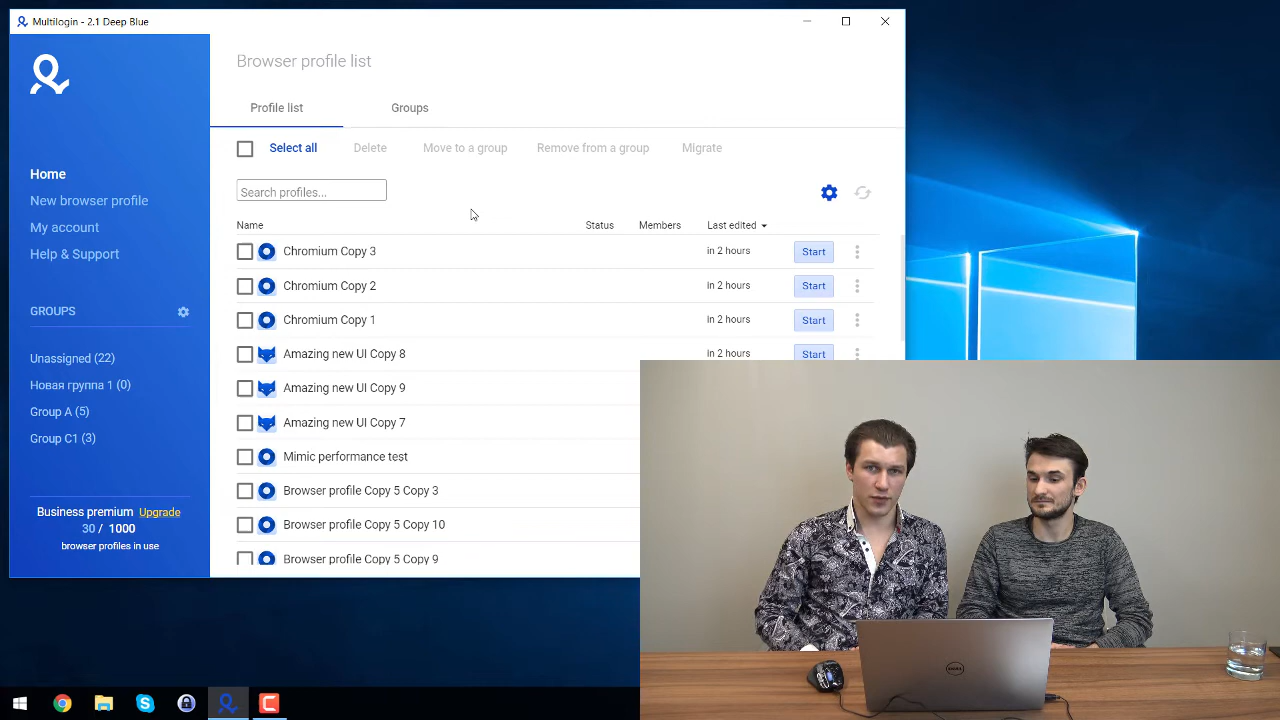 Multilogin - 2.1 Deep Blue
Browser profile list
Profile list
Groups
Select all
Delete
Move to a group
Remove from a group
Migrate
Search profiles...
Home
New browser profile
My account
Help & Support
GROUPS
Unassigned (22)
Новая группа 1 (0)
Group A (5)
Group C1 (3)
Business premium Upgrade
30 / 1000
browser profiles in use
Name Status Members Last edited
Chromium Copy 3 in 2 hours Start
Chromium Copy 2 in 2 hours Start
Chromium Copy 1 in 2 hours Start
Amazing new UI Copy 8 in 2 hours Start
Amazing new UI Copy 9
Amazing new UI Copy 7
Mimic performance test
Browser profile Copy 5 Copy 3
Browser profile Copy 5 Copy 10
Browser profile Copy 5 Copy 9
DELL